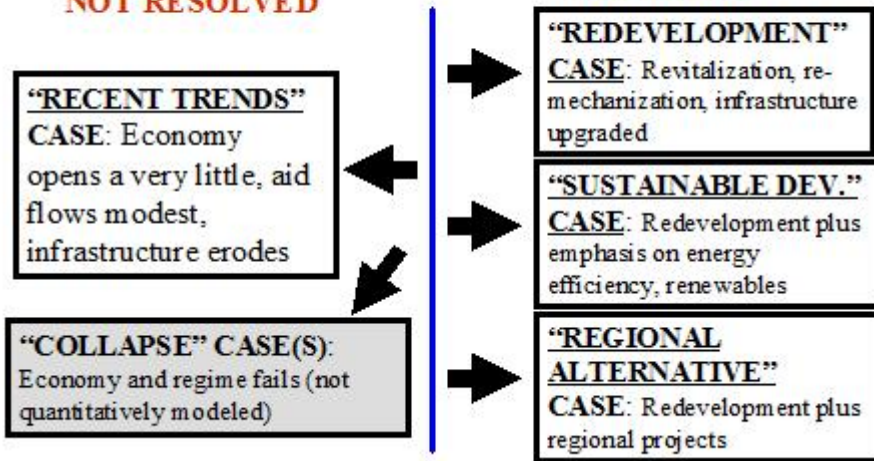 NOT RESOLVED
“RECENT TRENDS”
CASE: Economy
opens a very little, aid
flows modest,
infrastructure erodes
“COLLAPSE” CASE(S):
Economy and regime fails (not
quantitatively modeled)
“REDEVELOPMENT”
CASE: Revitalization, re-
mechanization, infrastructure
upgraded
“SUSTAINABLE DEV.”
CASE: Redevelopment plus
emphasis on energy
efficiency, renewables
“REGIONAL
ALTERNATIVE”
CASE: Redevelopment plus
regional projects